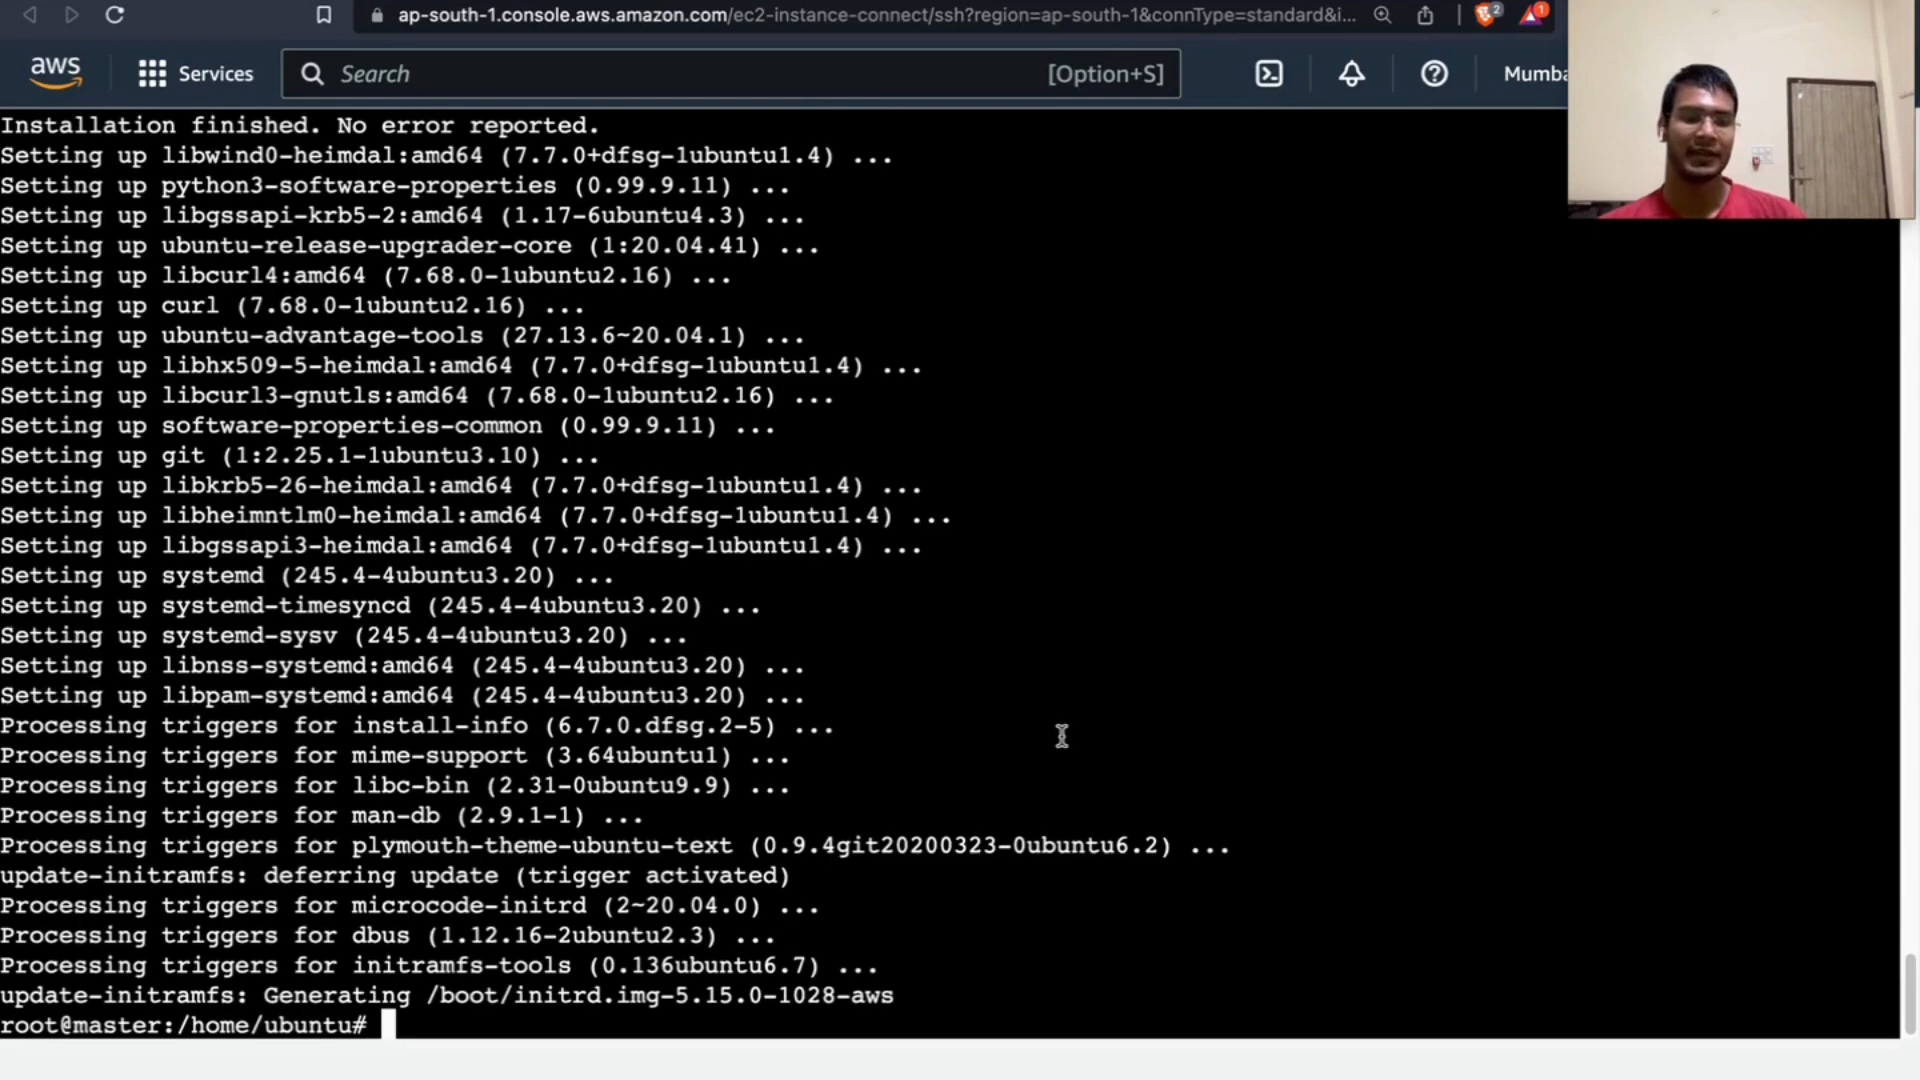 ap-south-1.console.aws.amazon.com/ec2-instance-connect/ssh?region=ap-south-1&connType=standard&i...
2
1
aws
Services
Search
[Option+S]
Mumba
Installation finished. No error reported.
Setting up libwind0-heimdal:amd64 (7.7.0+dfsg-1ubuntu1.4) ...
Setting up python3-software-properties (0.99.9.11) ...
Setting up libgssapi-krb5-2:amd64 (1.17-6ubuntu4.3) ...
Setting up ubuntu-release-upgrader-core (1:20.04.41) ...
Setting up libcurl4:amd64 (7.68.0-1ubuntu2.16) ...
Setting up curl (7.68.0-1ubuntu2.16) ...
Setting up ubuntu-advantage-tools (27.13.6~20.04.1) ...
Setting up libhx509-5-heimdal:amd64 (7.7.0+dfsg-1ubuntu1.4) ...
Setting up libcurl3-gnutls:amd64 (7.68.0-1ubuntu2.16) ...
Setting up software-properties-common (0.99.9.11) ...
Setting up git (1:2.25.1-1ubuntu3.10) ...
Setting up libkrb5-26-heimdal:amd64 (7.7.0+dfsg-1ubuntu1.4) ...
Setting up libheimntlm0-heimdal:amd64 (7.7.0+dfsg-1ubuntu1.4) ...
Setting up libgssapi3-heimdal:amd64 (7.7.0+dfsg-1ubuntu1.4) ...
Setting up systemd (245.4-4ubuntu3.20) ...
Setting up systemd-timesyncd (245.4-4ubuntu3.20) ...
Setting up systemd-sysv (245.4-4ubuntu3.20) ...
Setting up libnss-systemd:amd64 (245.4-4ubuntu3.20) ...
Setting up libpam-systemd:amd64 (245.4-4ubuntu3.20) ...
Processing triggers for install-info (6.7.0.dfsg.2-5) ...
Processing triggers for mime-support (3.64ubuntu1) ...
Processing triggers for libc-bin (2.31-0ubuntu9.9) ...
Processing triggers for man-db (2.9.1-1) ...
Processing triggers for plymouth-theme-ubuntu-text (0.9.4git20200323-0ubuntu6.2) ...
update-initramfs: deferring update (trigger activated)
Processing triggers for microcode-initrd (2~20.04.0) ...
Processing triggers for dbus (1.12.16-2ubuntu2.3) ...
Processing triggers for initramfs-tools (0.136ubuntu6.7) ...
update-initramfs: Generating /boot/initrd.img-5.15.0-1028-aws
root@master:/home/ubuntu#